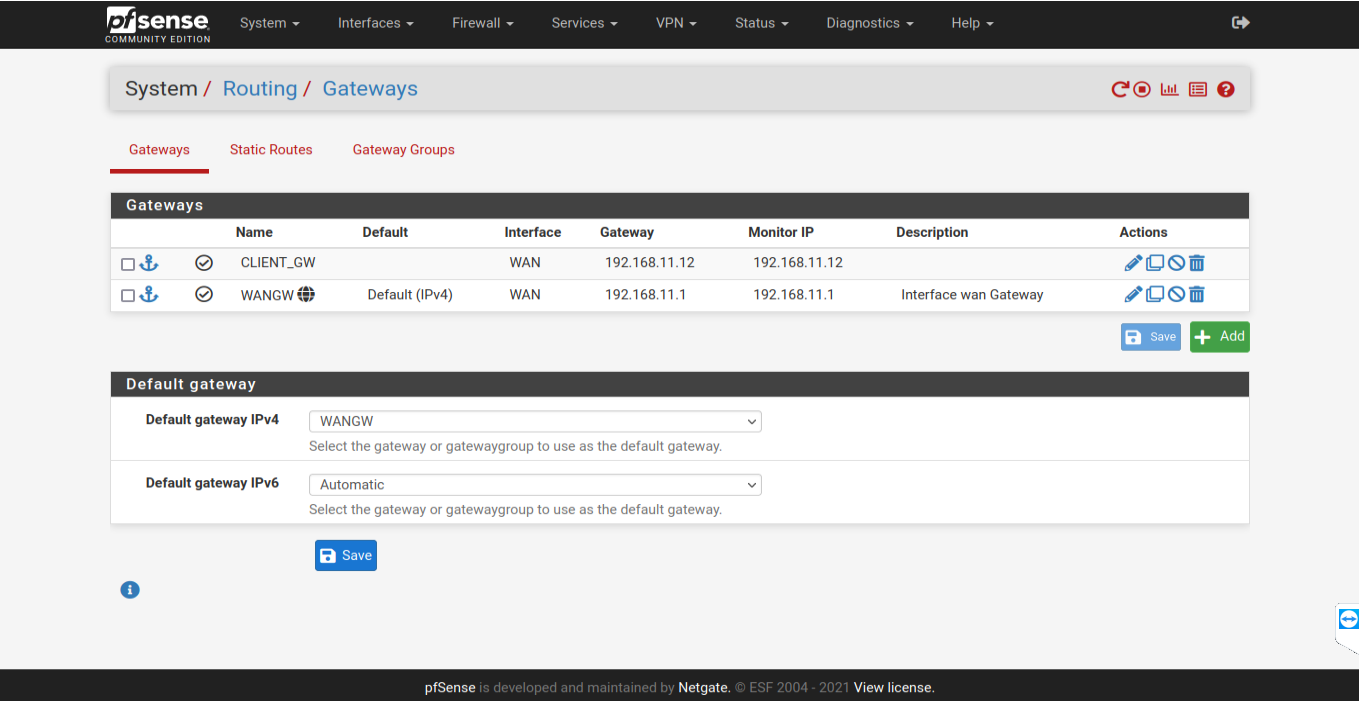 pfsense System Interfaces Firewall Services VPN Status Diagnostics Help
COMMUNITY EDITION
System / Routing / Gateways
Gateways Static Routes Gateway Groups
Gateways
Name Default Interface Gateway Monitor IP Description Actions
CLIENT_GW WAN 192.168.11.12 192.168.11.12
WANGW Default (IPv4) WAN 192.168.11.1 192.168.11.1 Interface wan Gateway
Save Add
Default gateway
Default gateway IPv4 WANGW
Select the gateway or gatewaygroup to use as the default gateway.
Default gateway IPv6 Automatic
Select the gateway or gatewaygroup to use as the default gateway.
Save
pfSense is developed and maintained by Netgate. © ESF 2004 - 2021 View license.